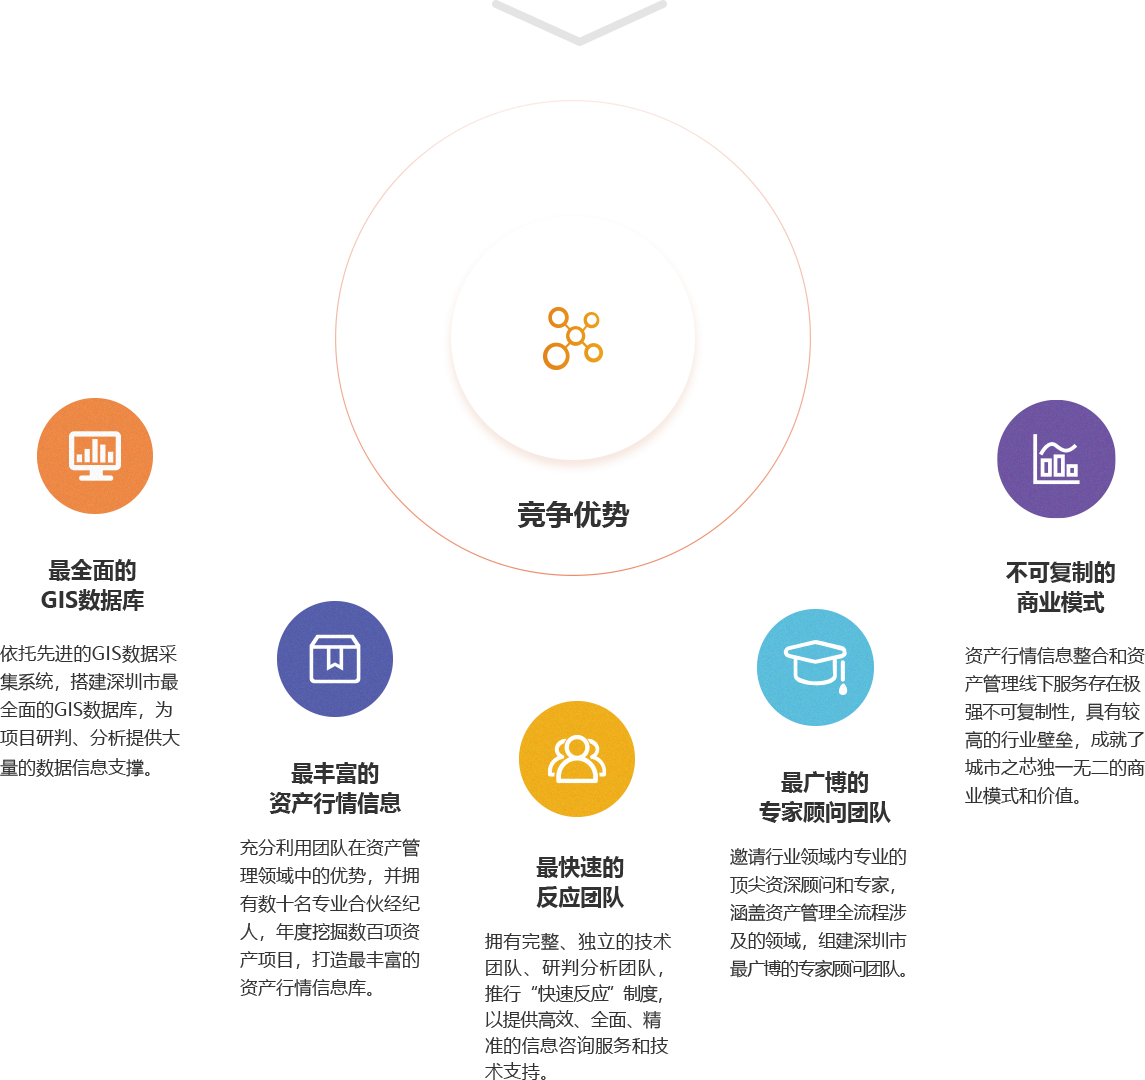 竞争优势
最全面的
GIS数据库
依托先进的GIS数据采
集系统，搭建深圳市最
全面的GIS数据库，为
项目研判、分析提供大
量的数据信息支撑。
最丰富的
资产行情信息
充分利用团队在资产管
理领域中的优势，并拥
有数十名专业合伙经纪
人，年度挖掘数百项资
产项目，打造最丰富的
资产行情信息库。
最快速的
反应团队
拥有完整、独立的技术
团队、研判分析团队，
推行“快速反应”制度，
以提供高效、全面、精
准的信息咨询服务和技
术支持。
最广博的
专家顾问团队
邀请行业领域内专业的
顶尖资深顾问和专家，
涵盖资产管理全流程涉
及的领域，组建深圳市
最广博的专家顾问团队。
不可复制的
商业模式
资产行情信息整合和资
产管理线下服务存在极
强不可复制性，具有较
高的行业壁垒，成就了
城市之芯独一无二的商
业模式和价值。